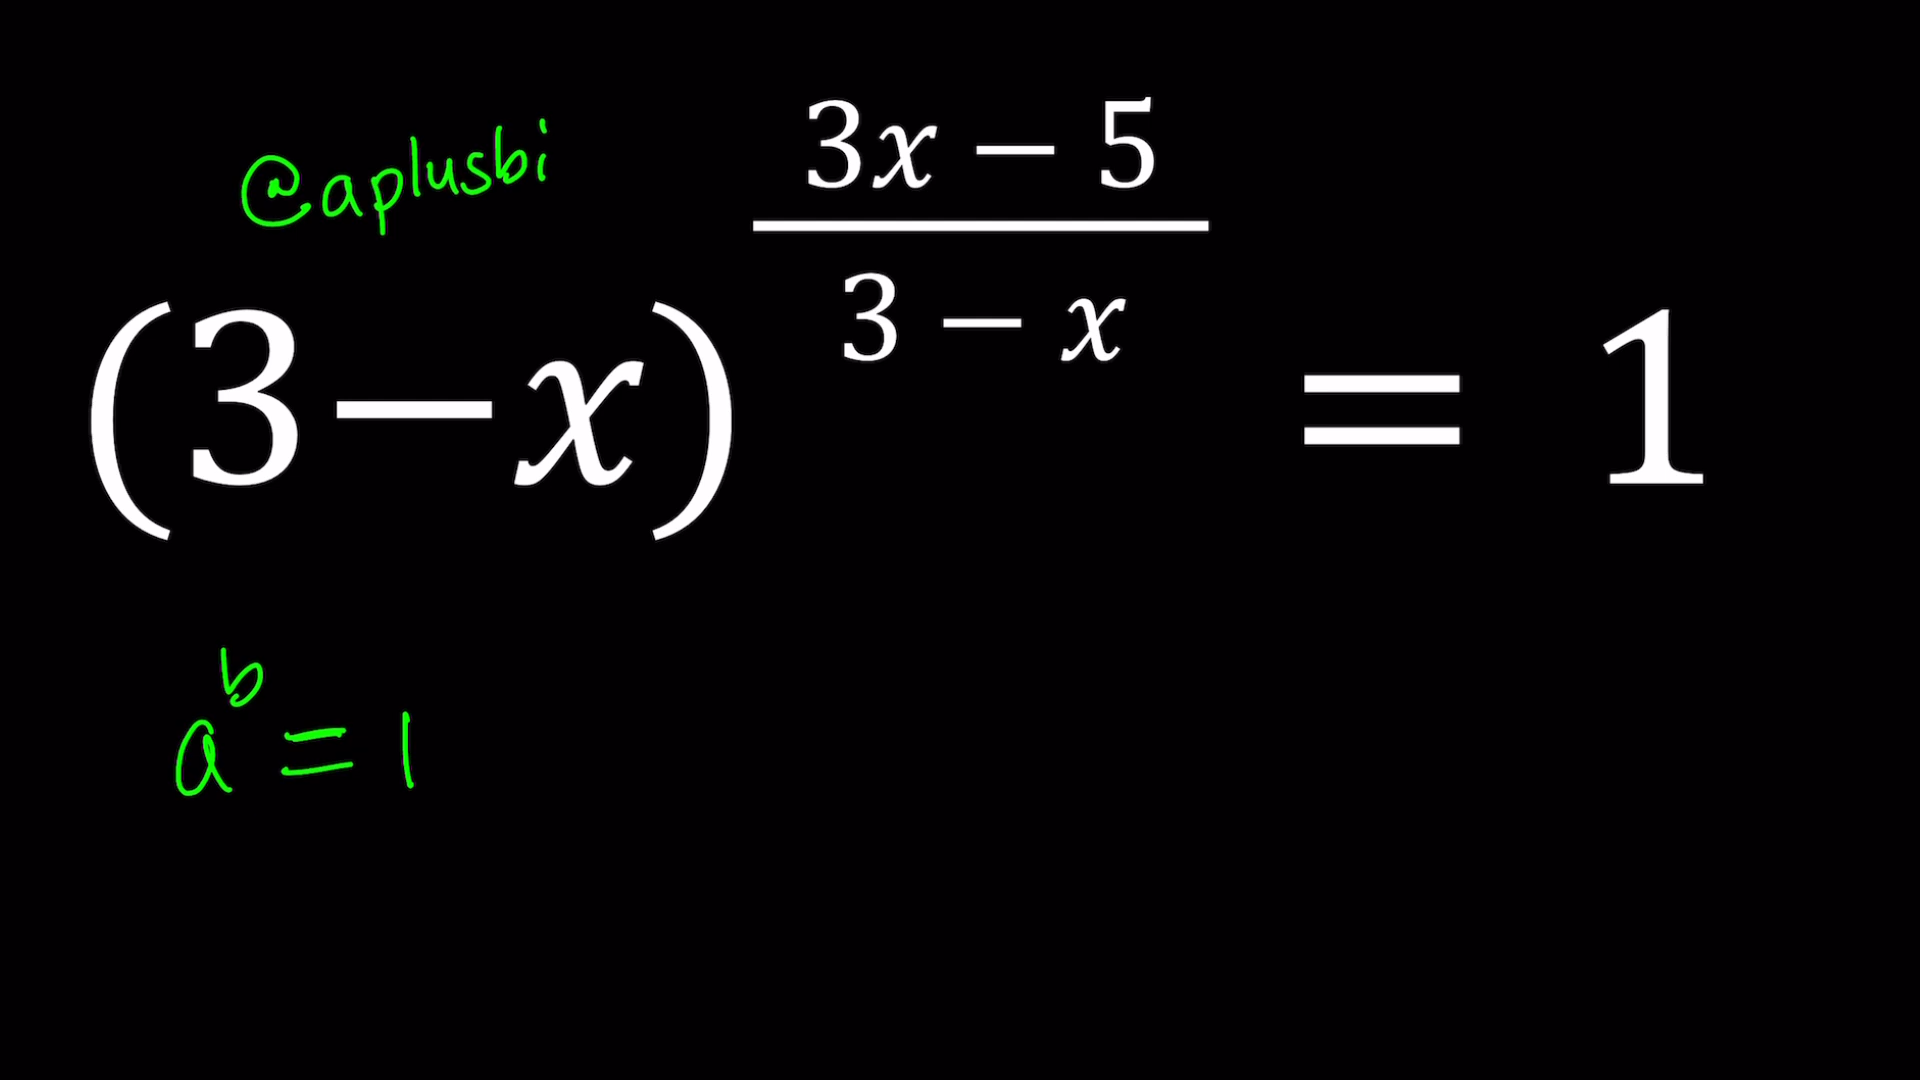 @aplusbi
(3−x)^((3x − 5)/(3 − x)) = 1
a^b = 1